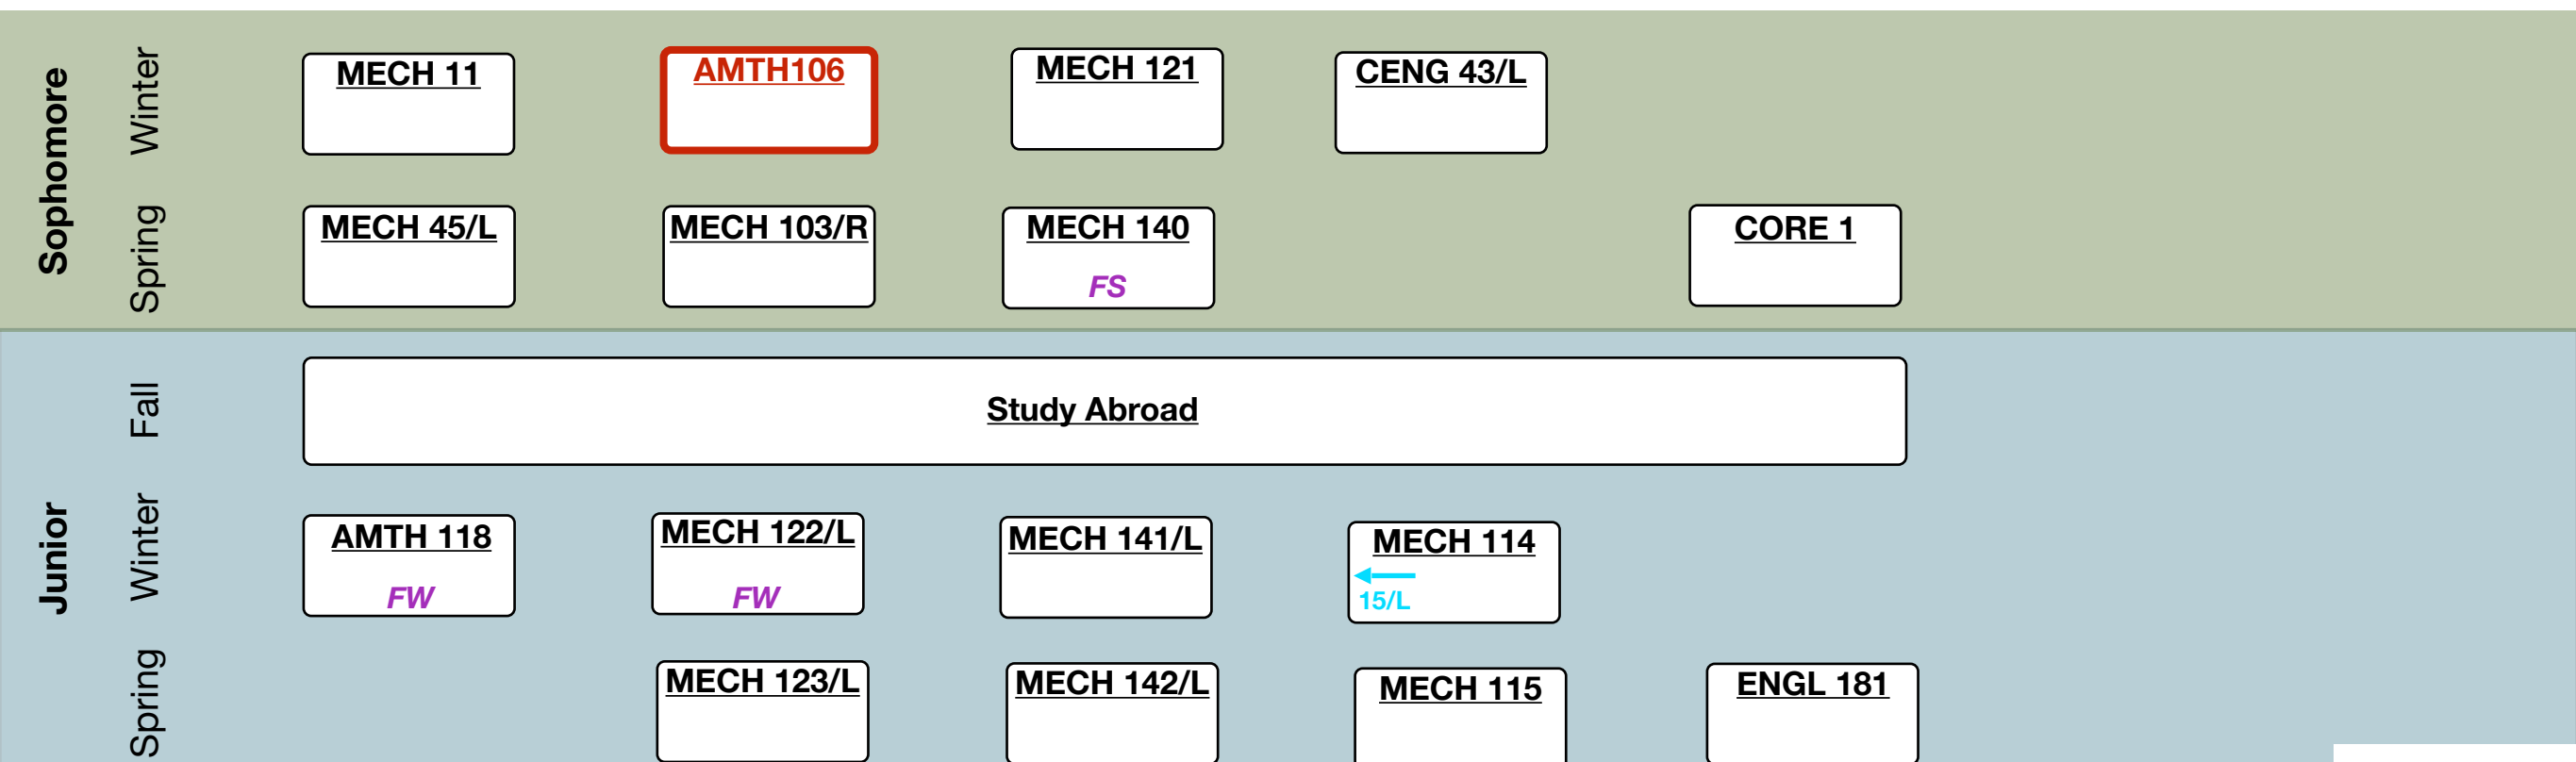 Sophomore
Winter
MECH 11
AMTH106
MECH 121
CENG 43/L
Spring
MECH 45/L
MECH 103/R
MECH 140
FS
CORE 1
Junior
Fall
Study Abroad
Winter
AMTH 118
FW
MECH 122/L
FW
MECH 141/L
MECH 114
15/L
Spring
MECH 123/L
MECH 142/L
MECH 115
ENGL 181